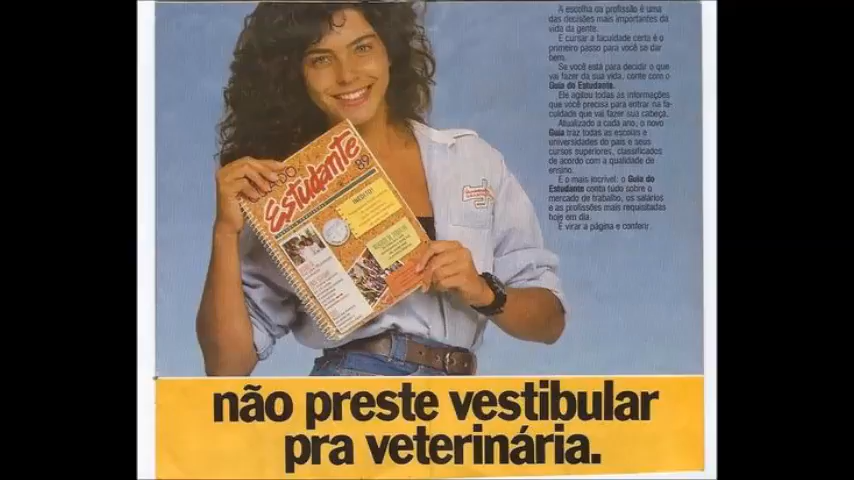 A escolha da profissão é uma
das decisões mais importantes da
vida da gente.
E cursar a faculdade certa é o
primeiro passo para você se dar
bem.
Se você está para decidir o que
vai fazer da sua vida, conte com o
Guia do Estudante.
Ele agitou todas as informações
que você precisa para entrar na fa-
culdade que vai fazer sua cabeça.
Atualizado a cada ano, o novo
Guia traz todas as escolas e
universidades do país e seus
cursos superiores, classificados
de acordo com a qualidade de
ensino.
E o mais incrível: o Guia do
Estudante conta tudo sobre o
mercado de trabalho, os salários
e as profissões mais requisitadas
hoje em dia.
É virar a página e conferir.
GUIA DO
Estudante
89
INÉDITO!
não preste vestibular
pra veterinária.